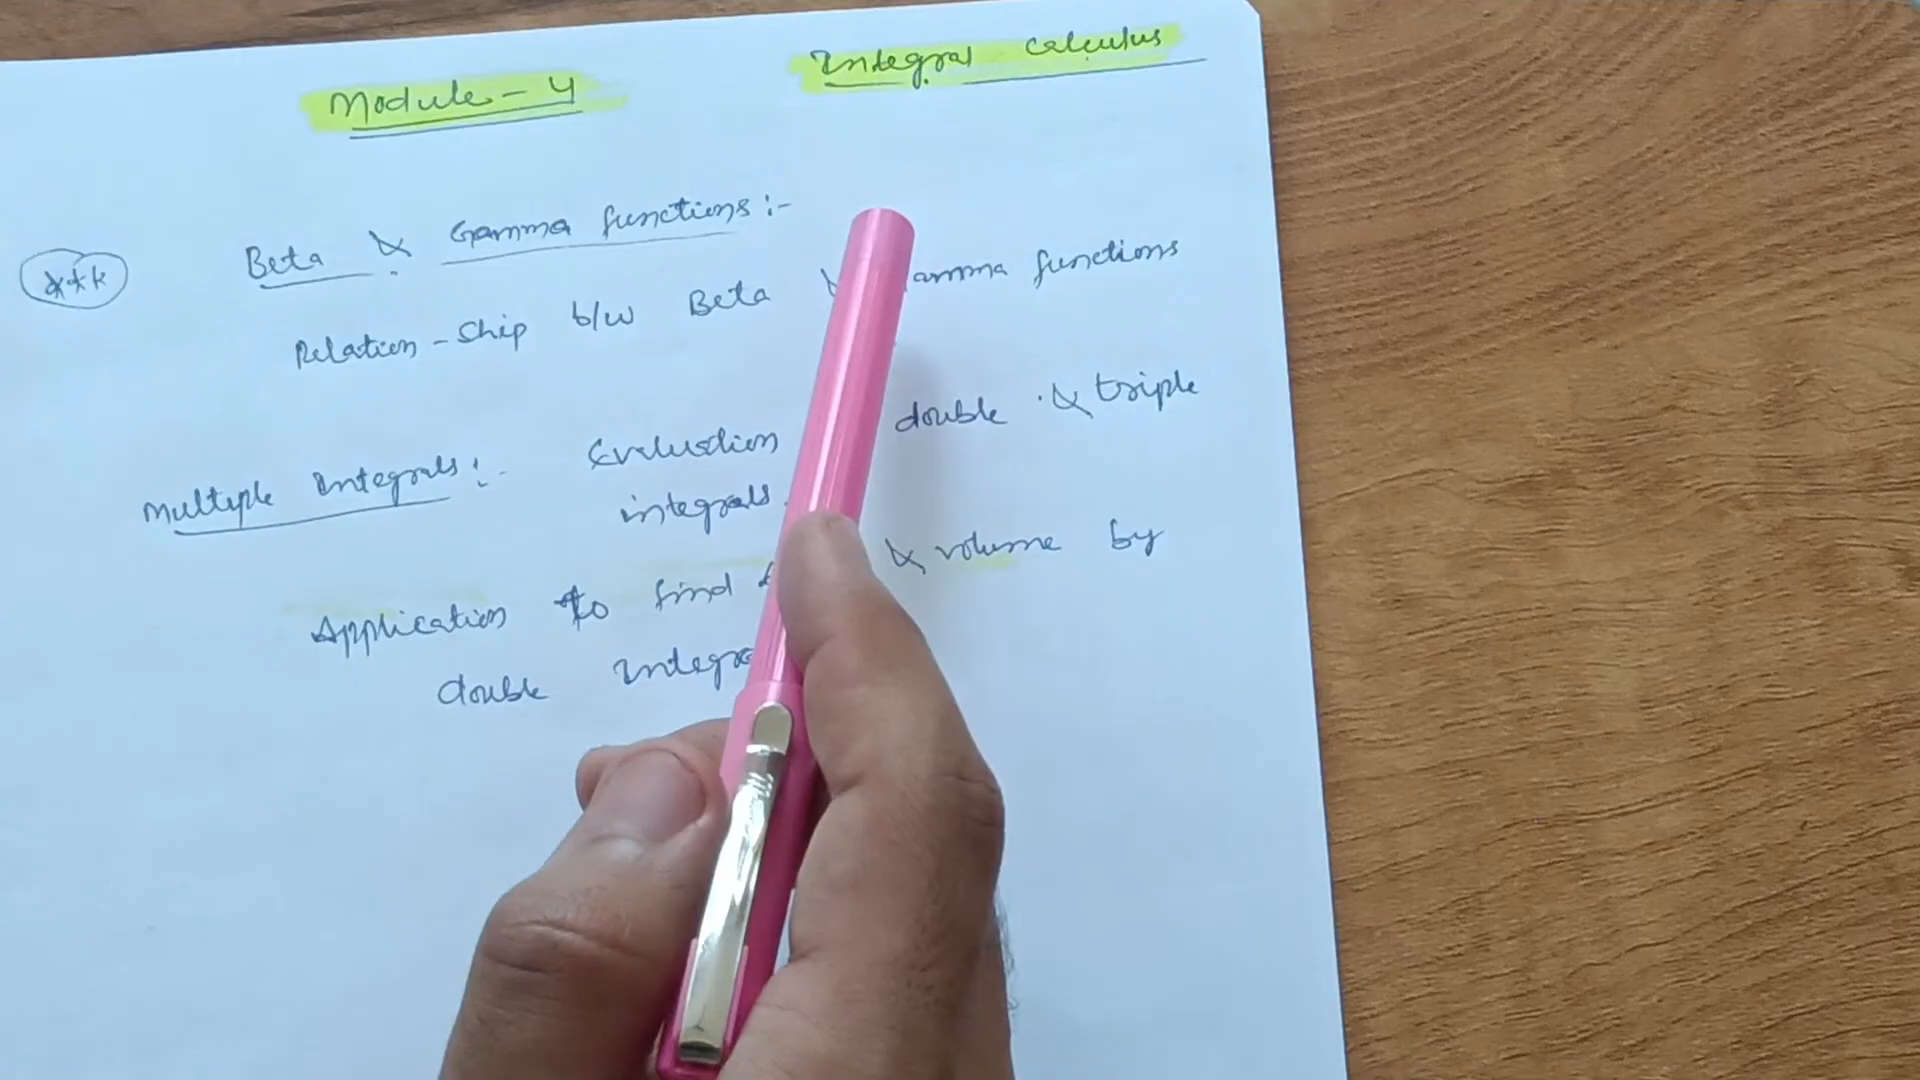 Module - 4 Integral calculus
*** Beta & Gamma functions :-
Relation - Ship b/w Beta & amma functions
Multiple Integrals :- Evaluation double & triple
integrals.
Application to find & volume by
double Integra